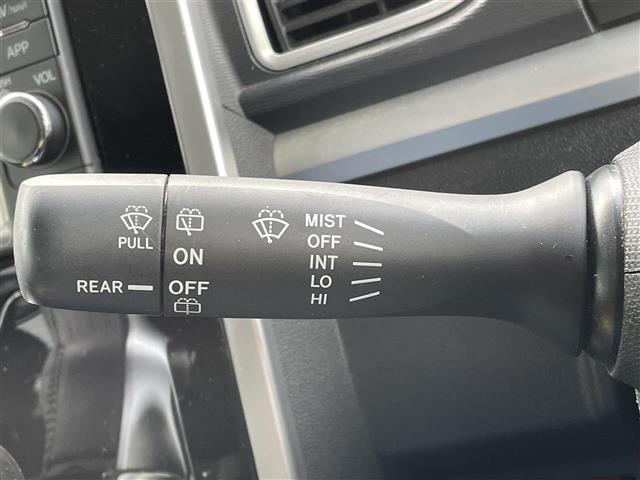 APP
VOL
PULL
REAR
ON
OFF
MIST
OFF
INT
LO
HI